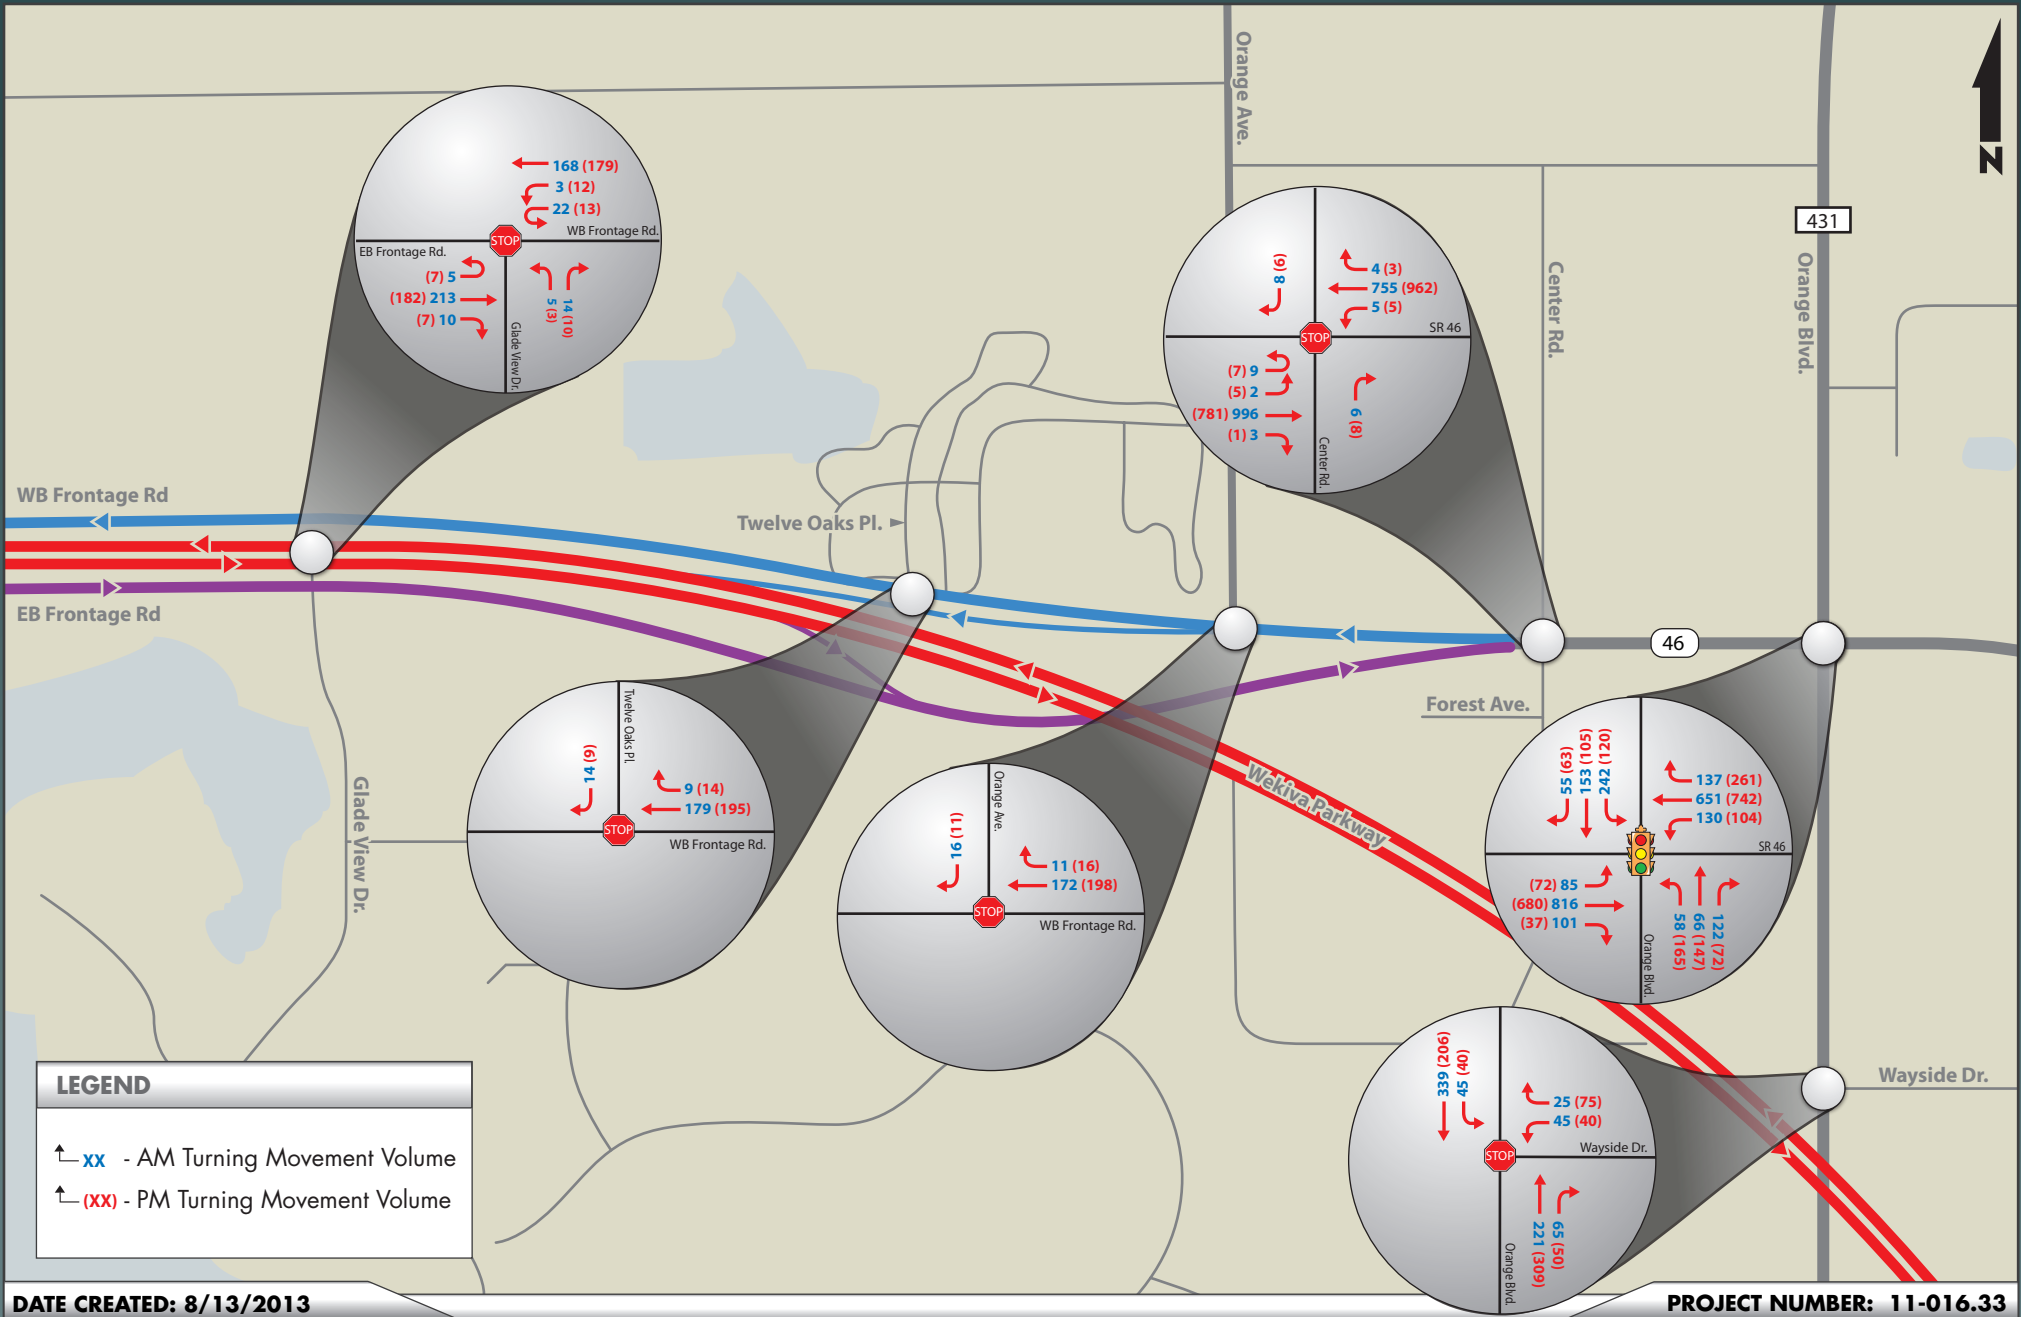 Orange Ave.
N
168 (179)
3 (12)
22 (13)
WB Frontage Rd.
STOP
EB Frontage Rd.
(7) 5
(182) 213
(7) 10
5 (3)
14 (10)
Glade View Dr.
8 (9)
4 (3)
755 (962)
5 (5)
SR 46
STOP
(7) 9
(5) 2
(781) 996
(1) 3
9 (8)
Center Rd.
431
Center Rd.
Orange Blvd.
WB Frontage Rd
Twelve Oaks Pl.
EB Frontage Rd
46
Forest Ave.
Glade View Dr.
Wekiva Parkway
Twelve Oaks Pl.
14 (9)
9 (14)
179 (195)
STOP
WB Frontage Rd.
Orange Ave.
16 (11)
11 (16)
172 (198)
STOP
WB Frontage Rd.
55 (63)
153 (105)
242 (120)
137 (261)
651 (742)
130 (104)
SR 46
(72) 85
(680) 816
(37) 101
58 (165)
66 (147)
122 (72)
Orange Blvd.
339 (206)
45 (40)
25 (75)
45 (40)
Wayside Dr.
STOP
221 (309)
65 (50)
Orange Blvd.
Wayside Dr.
LEGEND
XX - AM Turning Movement Volume
(XX) - PM Turning Movement Volume
DATE CREATED: 8/13/2013
PROJECT NUMBER: 11-016.33